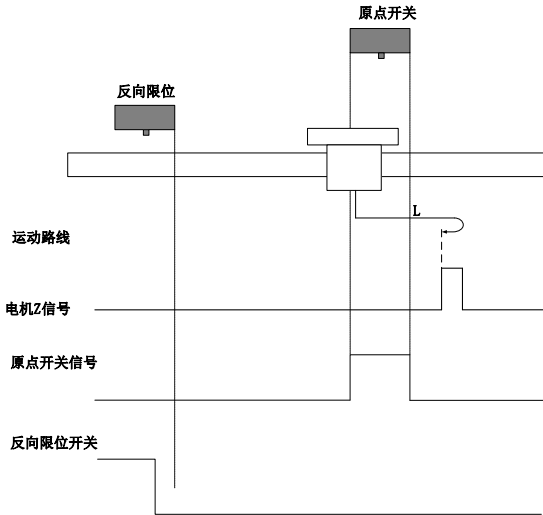 原点开关
反向限位
L
运动路线
电机Z信号
原点开关信号
反向限位开关